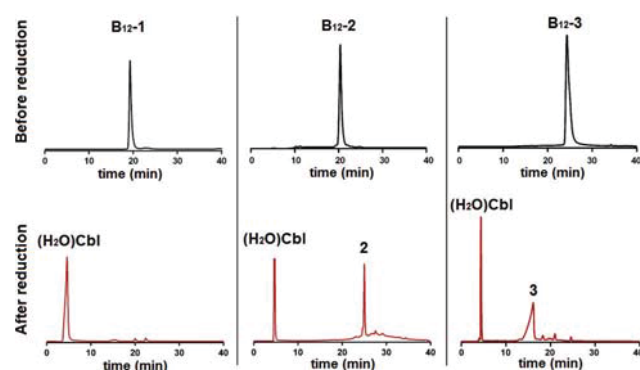 B₁₂-1 B₁₂-2 B₁₂-3
Before reduction
0 10 20 30 40 0 10 20 30 40 0 10 20 30 40
time (min) time (min) time (min)
(H₂O)Cbl (H₂O)Cbl 2 (H₂O)Cbl 3
After reduction
0 10 20 30 40 0 10 20 30 40 0 10 20 30 40
time (min) time (min) time (min)